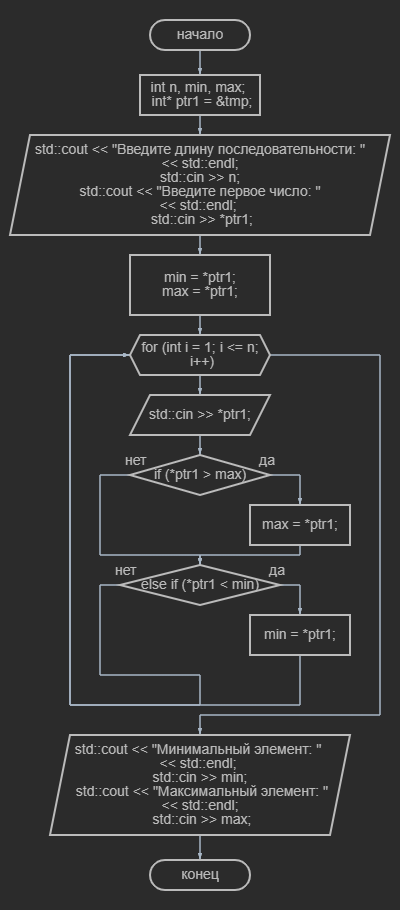 начало
int n, min, max;
int* ptr1 = &tmp;
std::cout << "Введите длину последовательности: "
<< std::endl;
std::cin >> n;
std::cout << "Введите первое число: "
<< std::endl;
std::cin >> *ptr1;
min = *ptr1;
max = *ptr1;
for (int i = 1; i <= n;
i++)
std::cin >> *ptr1;
нет
да
if (*ptr1 > max)
max = *ptr1;
нет
да
else if (*ptr1 < min)
min = *ptr1;
std::cout << "Минимальный элемент: "
<< std::endl;
std::cin >> min;
std::cout << "Максимальный элемент: "
<< std::endl;
std::cin >> max;
конец